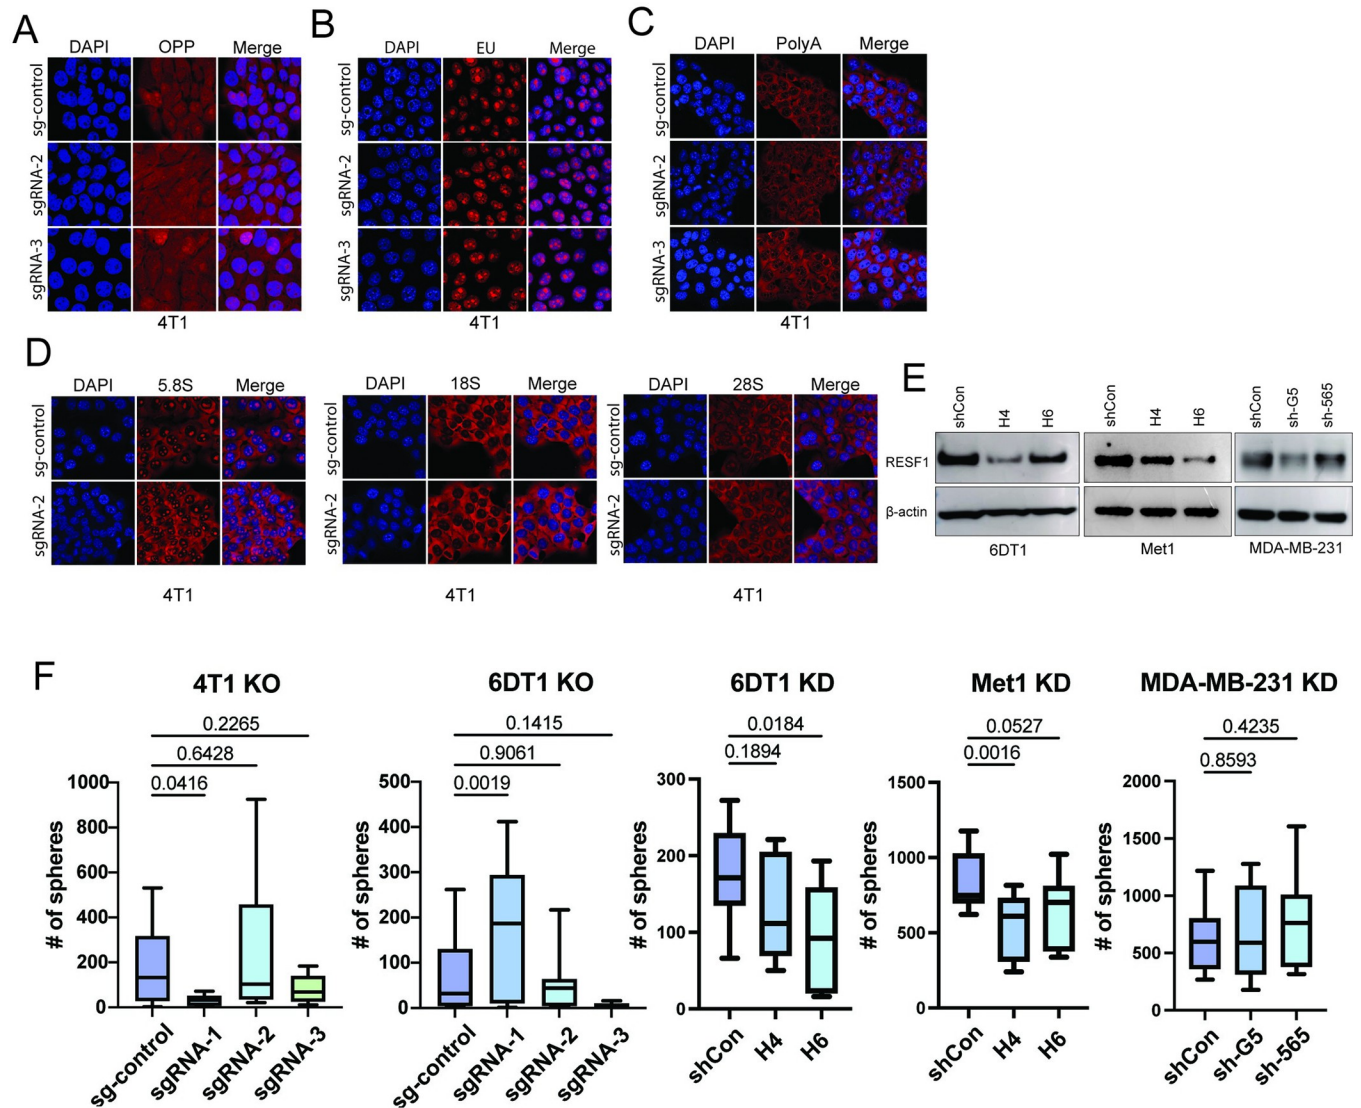 A
DAPI OPP Merge
sg-control
sgRNA-2
sgRNA-3
4T1
B
DAPI EU Merge
sg-control
sgRNA-2
sgRNA-3
4T1
C
DAPI PolyA Merge
sg-control
sgRNA-2
sgRNA-3
4T1
D
DAPI 5.8S Merge
sg-control
sgRNA-2
4T1
DAPI 18S Merge
sg-control
sgRNA-2
4T1
DAPI 28S Merge
sg-control
sgRNA-2
4T1
E
shCon H4 H6
shCon H4 H6
shCon sh-G5 sh-565
RESF1
β-actin
6DT1 Met1 MDA-MB-231
F
4T1 KO
0.2265
0.6428
0.0416
# of spheres
1000
800
600
400
200
0
sg-control sgRNA-1 sgRNA-2 sgRNA-3
6DT1 KO
0.1415
0.9061
0.0019
# of spheres
500
400
300
200
100
0
sg-control sgRNA-1 sgRNA-2 sgRNA-3
6DT1 KD
0.0184
0.1894
# of spheres
300
200
100
0
shCon H4 H6
Met1 KD
0.0527
0.0016
# of spheres
1500
1000
500
0
shCon H4 H6
MDA-MB-231 KD
0.4235
0.8593
# of spheres
2000
1500
1000
500
0
shCon sh-G5 sh-565